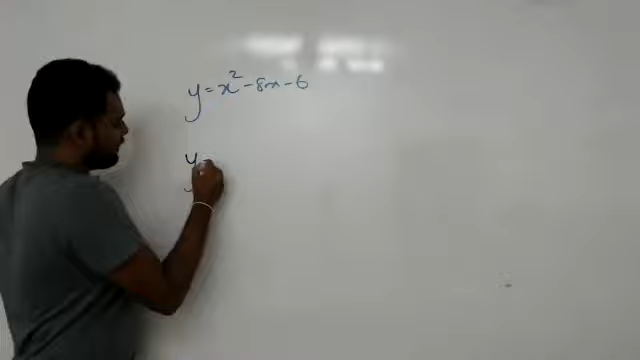 y = x² - 8x - 6
y =